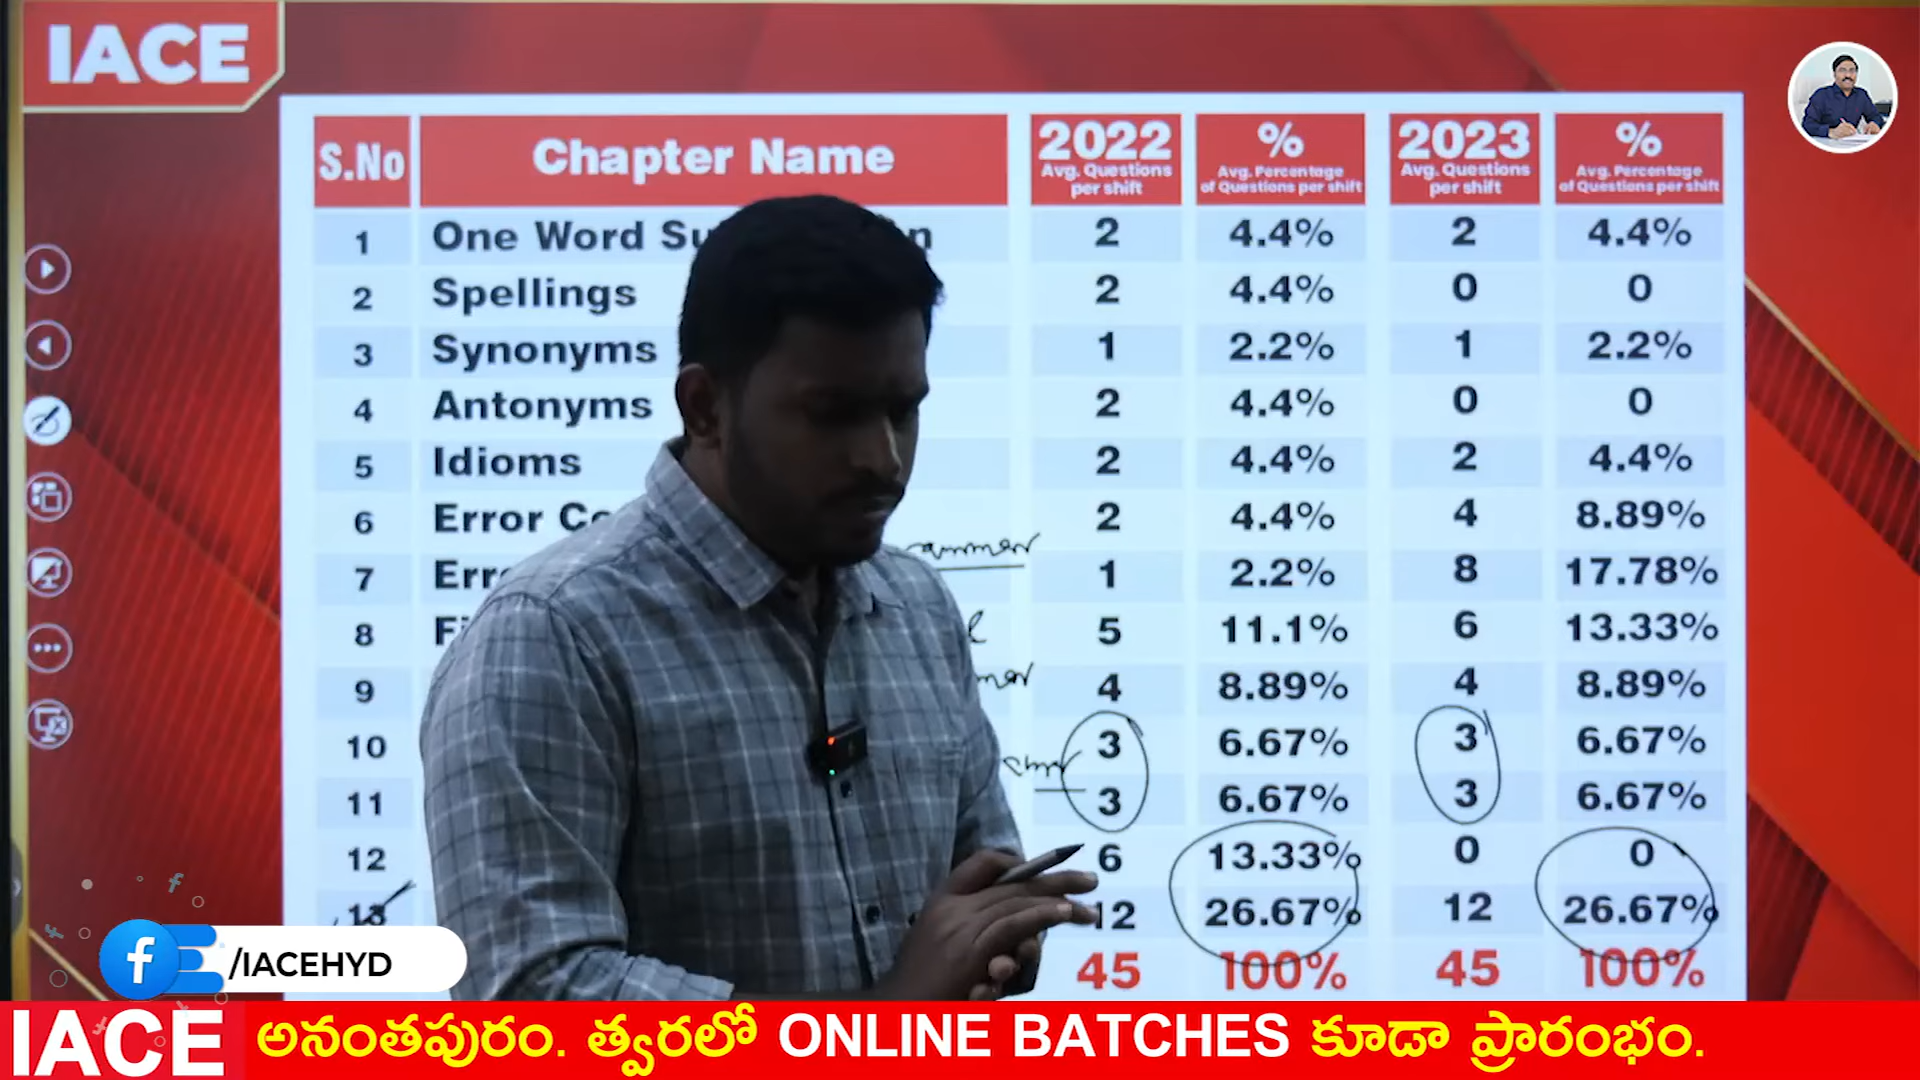 IACE
S.No Chapter Name 2022 Avg. Questions per shift % Avg. Percentage of Questions per shift 2023 Avg. Questions per shift % Avg. Percentage of Questions per shift
1 One Word 2 4.4% 2 4.4%
2 Spellings 2 4.4% 0 0
3 Synonyms 1 2.2% 1 2.2%
4 Antonyms 2 4.4% 0 0
5 Idioms 2 4.4% 2 4.4%
6 Error 2 4.4% 4 8.89%
7 1 2.2% 8 17.78%
8 5 11.1% 6 13.33%
9 4 8.89% 4 8.89%
10 3 6.67% 3 6.67%
11 3 6.67% 3 6.67%
12 6 13.33% 0 0
13 12 26.67% 12 26.67%
45 100% 45 100%
/IACEHYD
IACE అనంతపురం. త్వరలో ONLINE BATCHES కూడా ప్రారంభం.